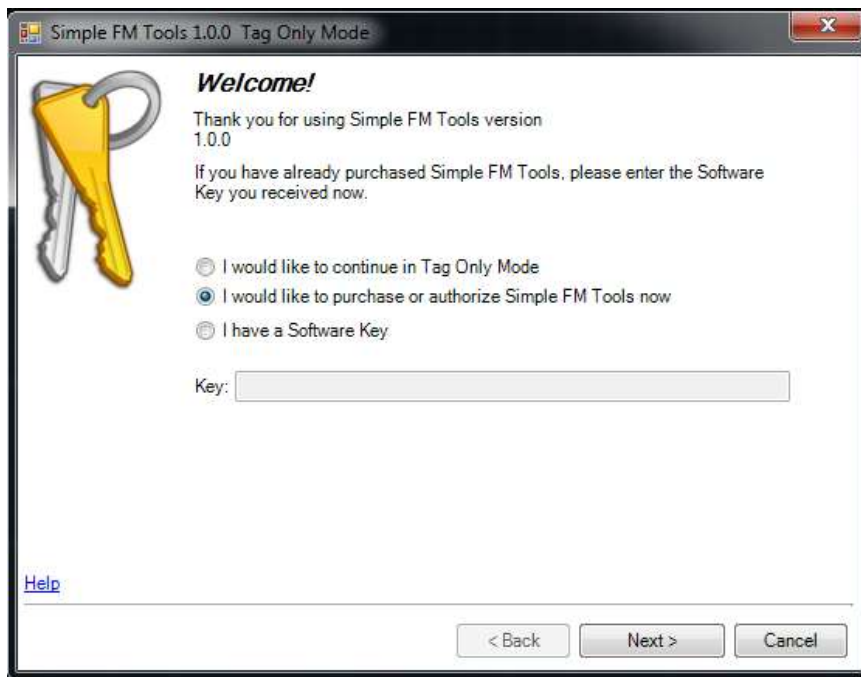 Simple FM Tools 1.0.0 Tag Only Mode
Welcome!
Thank you for using Simple FM Tools version
1.0.0
If you have already purchased Simple FM Tools, please enter the Software
Key you received now.
I would like to continue in Tag Only Mode
I would like to purchase or authorize Simple FM Tools now
I have a Software Key
Key:
Help
< Back Next > Cancel